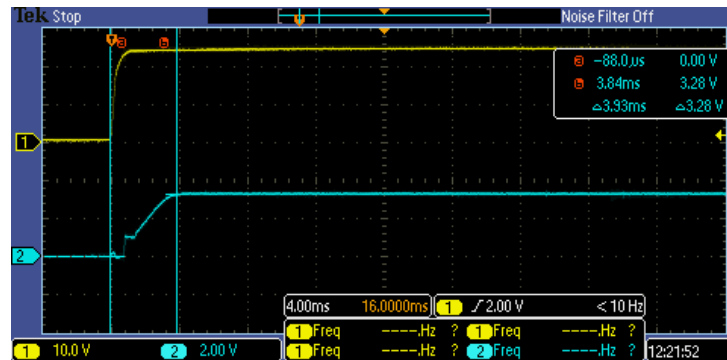 Tek Stop Noise Filter Off
T
a b
a -88.0µs 0.00 V
b 3.84ms 3.28 V
△3.93ms △3.28 V
1
2
4.00ms 16.0000ms 1 2.00 V < 10 Hz
1 Freq ----.Hz ? 1 Freq ----.Hz ?
1 Freq ----.Hz ? 2 Freq ----.Hz ?
1 10.0 V 2 2.00 V 12:21:52